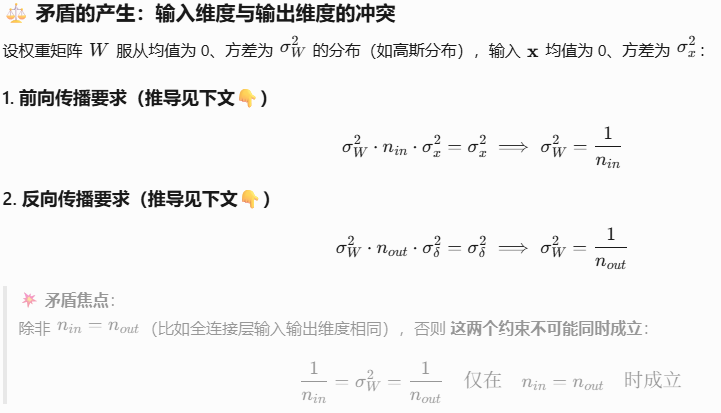 ⚖️ 矛盾的产生：输入维度与输出维度的冲突
设权重矩阵 $W$ 服从均值为 0、方差为 $\sigma_W^2$ 的分布（如高斯分布），输入 $\mathbf{x}$ 均值为 0、方差为 $\sigma_x^2$：
1. 前向传播要求（推导见下文👇）
$\sigma_W^2 \cdot n_{in} \cdot \sigma_x^2 = \sigma_x^2 \implies \sigma_W^2 = \frac{1}{n_{in}}$
2. 反向传播要求（推导见下文👇）
$\sigma_W^2 \cdot n_{out} \cdot \sigma_\delta^2 = \sigma_\delta^2 \implies \sigma_W^2 = \frac{1}{n_{out}}$
💥 矛盾焦点：
除非 $n_{in} = n_{out}$（比如全连接层输入输出维度相同），否则 这两个约束不可能同时成立：
$\frac{1}{n_{in}} = \sigma_W^2 = \frac{1}{n_{out}}$ 仅在 $n_{in} = n_{out}$ 时成立